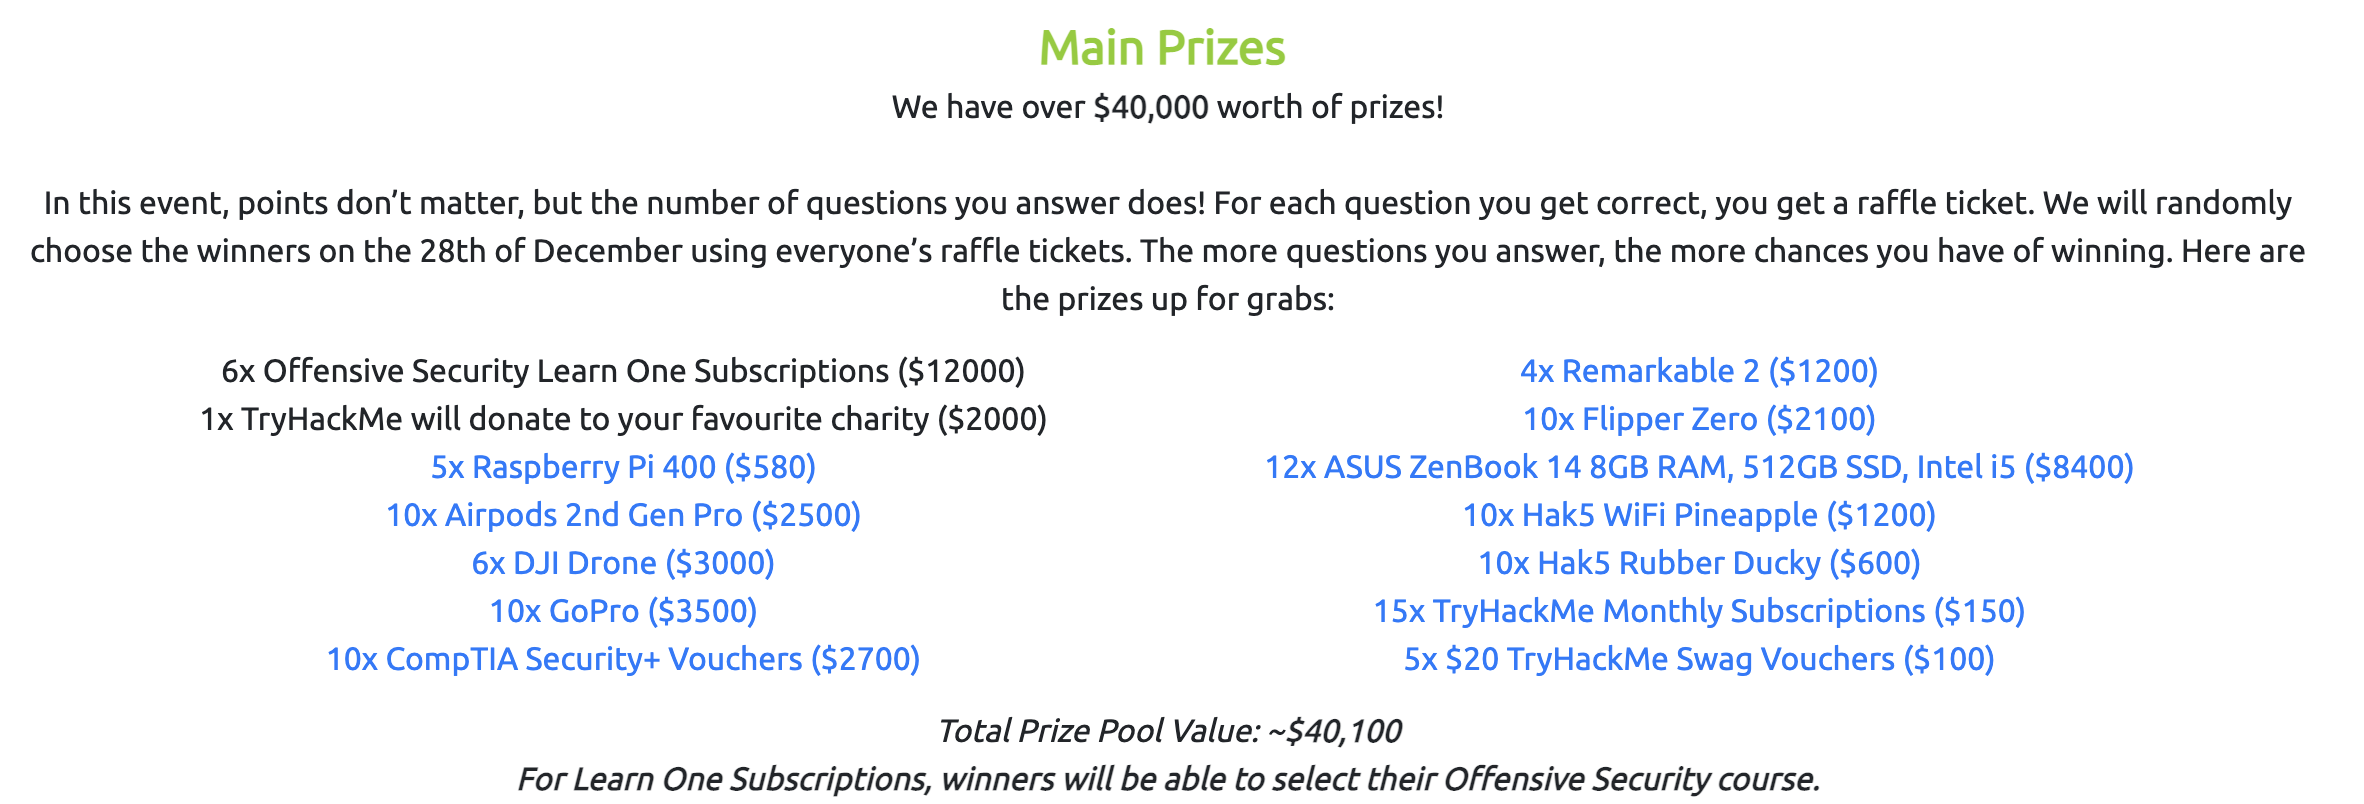 Main Prizes
We have over $40,000 worth of prizes!
In this event, points don’t matter, but the number of questions you answer does! For each question you get correct, you get a raffle ticket. We will randomly
choose the winners on the 28th of December using everyone’s raffle tickets. The more questions you answer, the more chances you have of winning. Here are
the prizes up for grabs:
6x Offensive Security Learn One Subscriptions ($12000)
1x TryHackMe will donate to your favourite charity ($2000)
5x Raspberry Pi 400 ($580)
10x Airpods 2nd Gen Pro ($2500)
6x DJI Drone ($3000)
10x GoPro ($3500)
10x CompTIA Security+ Vouchers ($2700)
4x Remarkable 2 ($1200)
10x Flipper Zero ($2100)
12x ASUS ZenBook 14 8GB RAM, 512GB SSD, Intel i5 ($8400)
10x Hak5 WiFi Pineapple ($1200)
10x Hak5 Rubber Ducky ($600)
15x TryHackMe Monthly Subscriptions ($150)
5x $20 TryHackMe Swag Vouchers ($100)
Total Prize Pool Value: ~$40,100
For Learn One Subscriptions, winners will be able to select their Offensive Security course.